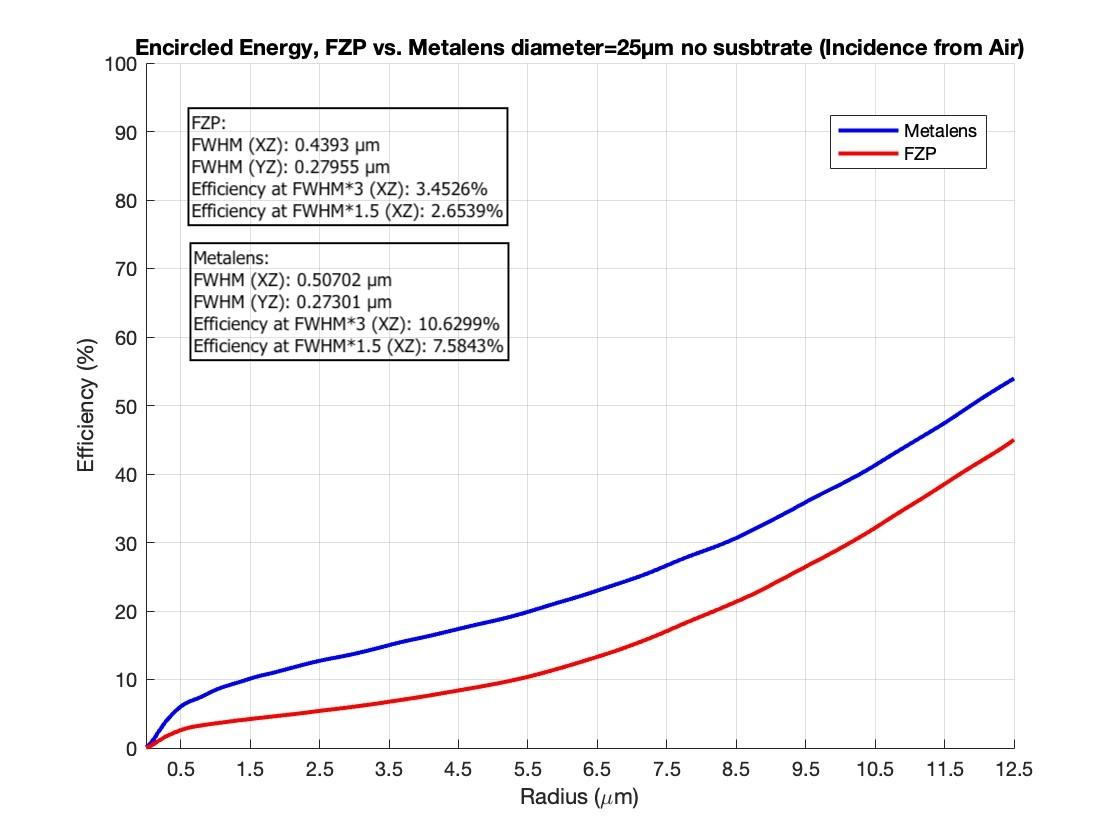 Encircled Energy, FZP vs. Metalens diameter=25µm no susbtrate (Incidence from Air)
100
90
80
70
60
50
40
30
20
10
0
Efficiency (%)
FZP:
FWHM (XZ): 0.4393 µm
FWHM (YZ): 0.27955 µm
Efficiency at FWHM*3 (XZ): 3.4526%
Efficiency at FWHM*1.5 (XZ): 2.6539%
Metalens:
FWHM (XZ): 0.50702 µm
FWHM (YZ): 0.27301 µm
Efficiency at FWHM*3 (XZ): 10.6299%
Efficiency at FWHM*1.5 (XZ): 7.5843%
Metalens
FZP
0.5 1.5 2.5 3.5 4.5 5.5 6.5 7.5 8.5 9.5 10.5 11.5 12.5
Radius (μm)